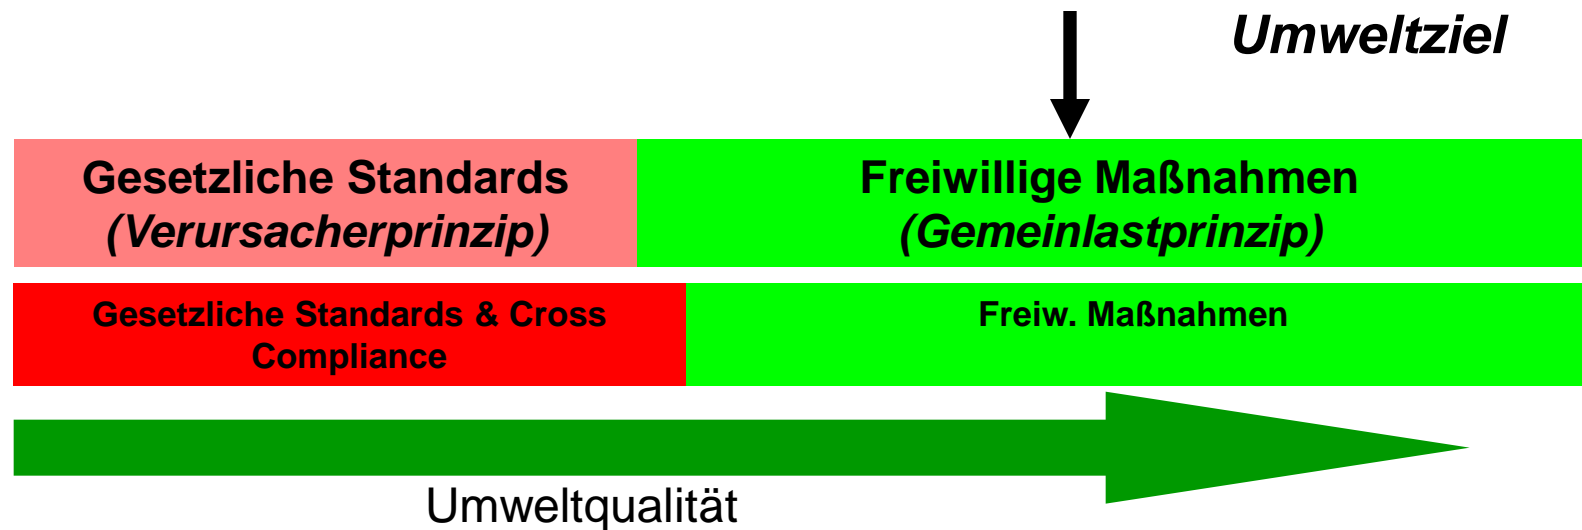 Umweltziel
Gesetzliche Standards
(Verursacherprinzip)
Freiwillige Maßnahmen
(Gemeinlastprinzip)
Gesetzliche Standards & Cross
Compliance
Freiw. Maßnahmen
Umweltqualität